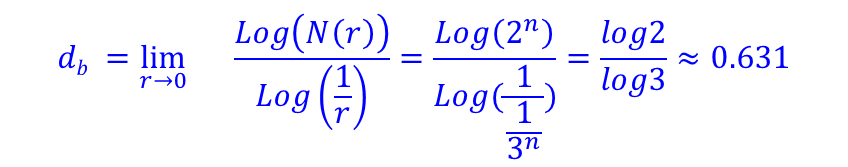 d_b = lim_{r→0} Log(N(r)) / Log(1/r) = Log(2^n) / Log(1/(1/3^n)) = log2/log3 ≈ 0.631